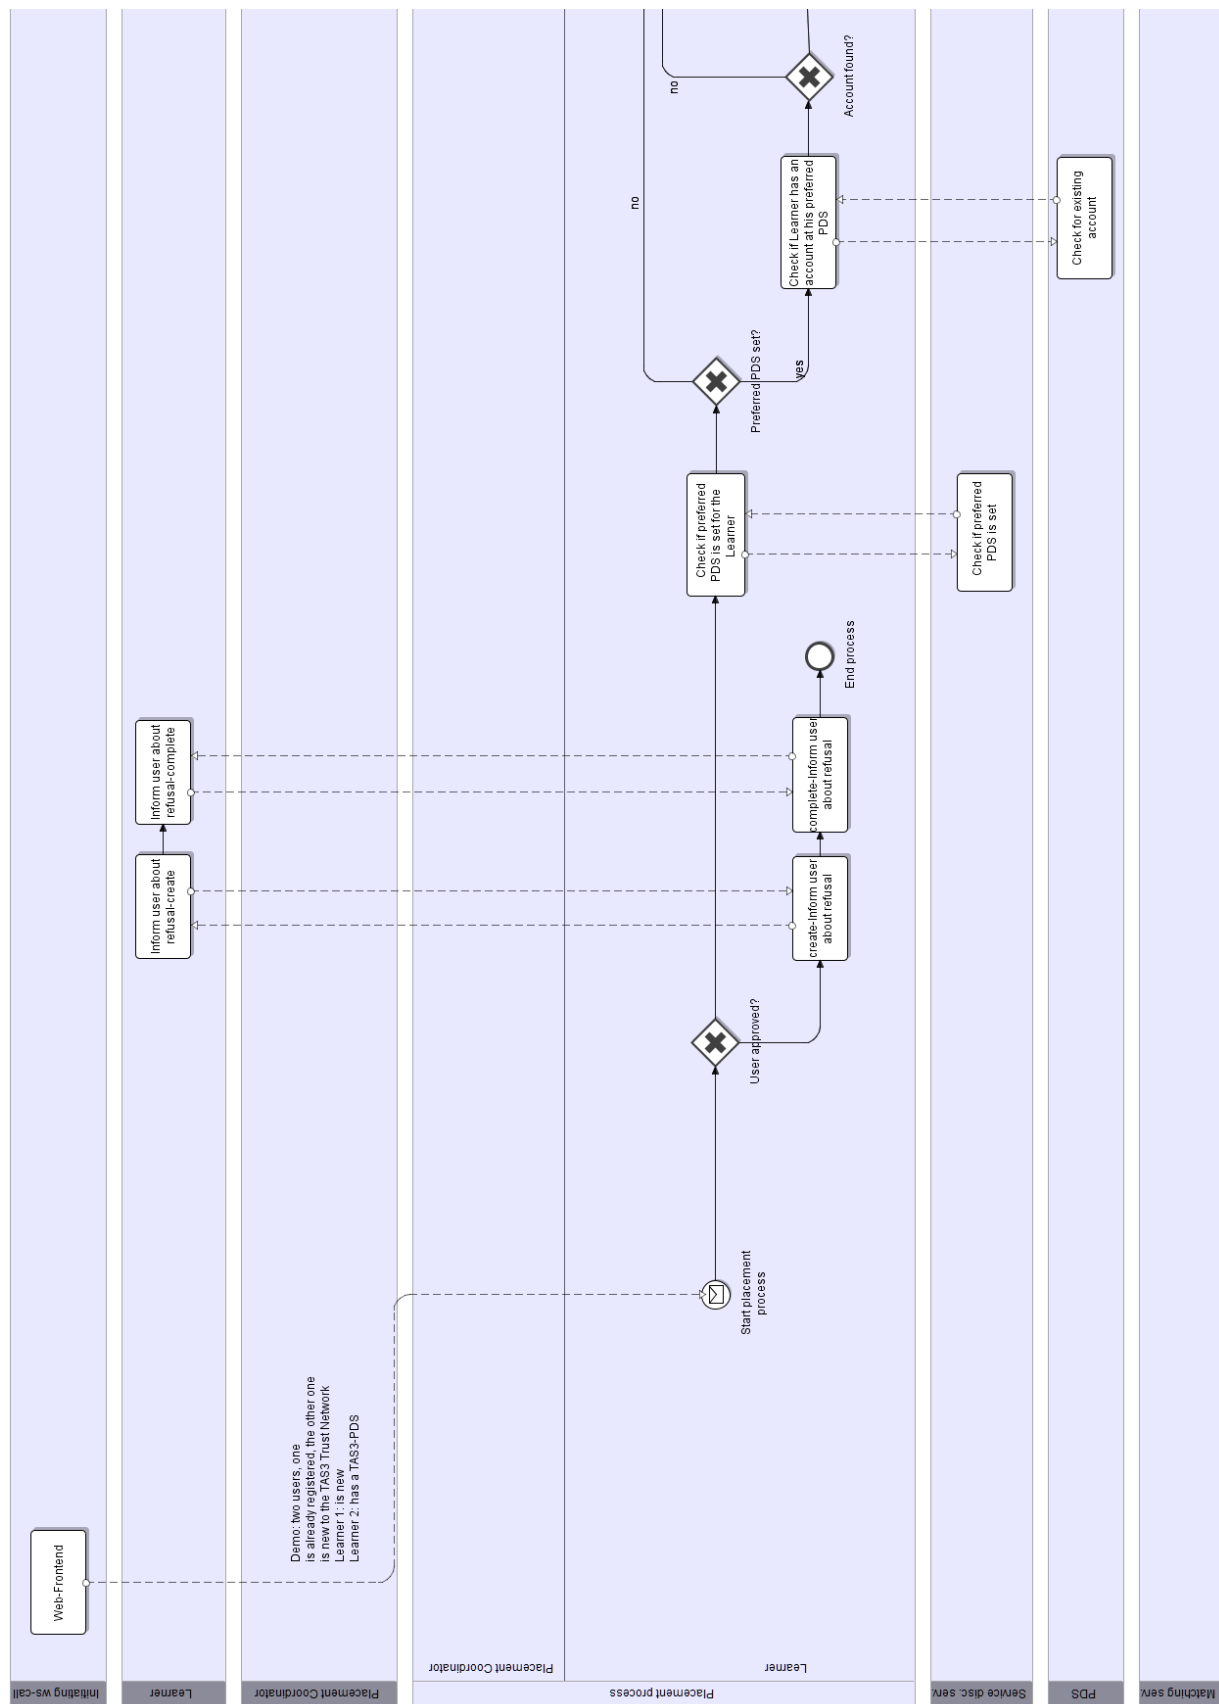 Initiating ws-call
Web-Frontend
Learner
Inform user about
refusal-create
Inform user about
refusal-complete
Placement Coordinator
Demo: two users, one
is already registered, the other one
is new to the TAS3 Trust Network
Learner 1: is new
Learner 2: has a TAS3-PDS
Placement process
Placement Coordinator
Learner
Start placement
process
User approved?
create-Inform user
about refusal
complete-Inform user
about refusal
End process
Check if preferred
PDS is set for the
Learner
Preferred PDS set?
no
yes
Check if Learner has an
account at his preferred
PDS
Account found?
no
Service disc. serv.
Check if preferred
PDS is set
PDS
Check for existing
account
Matching serv.